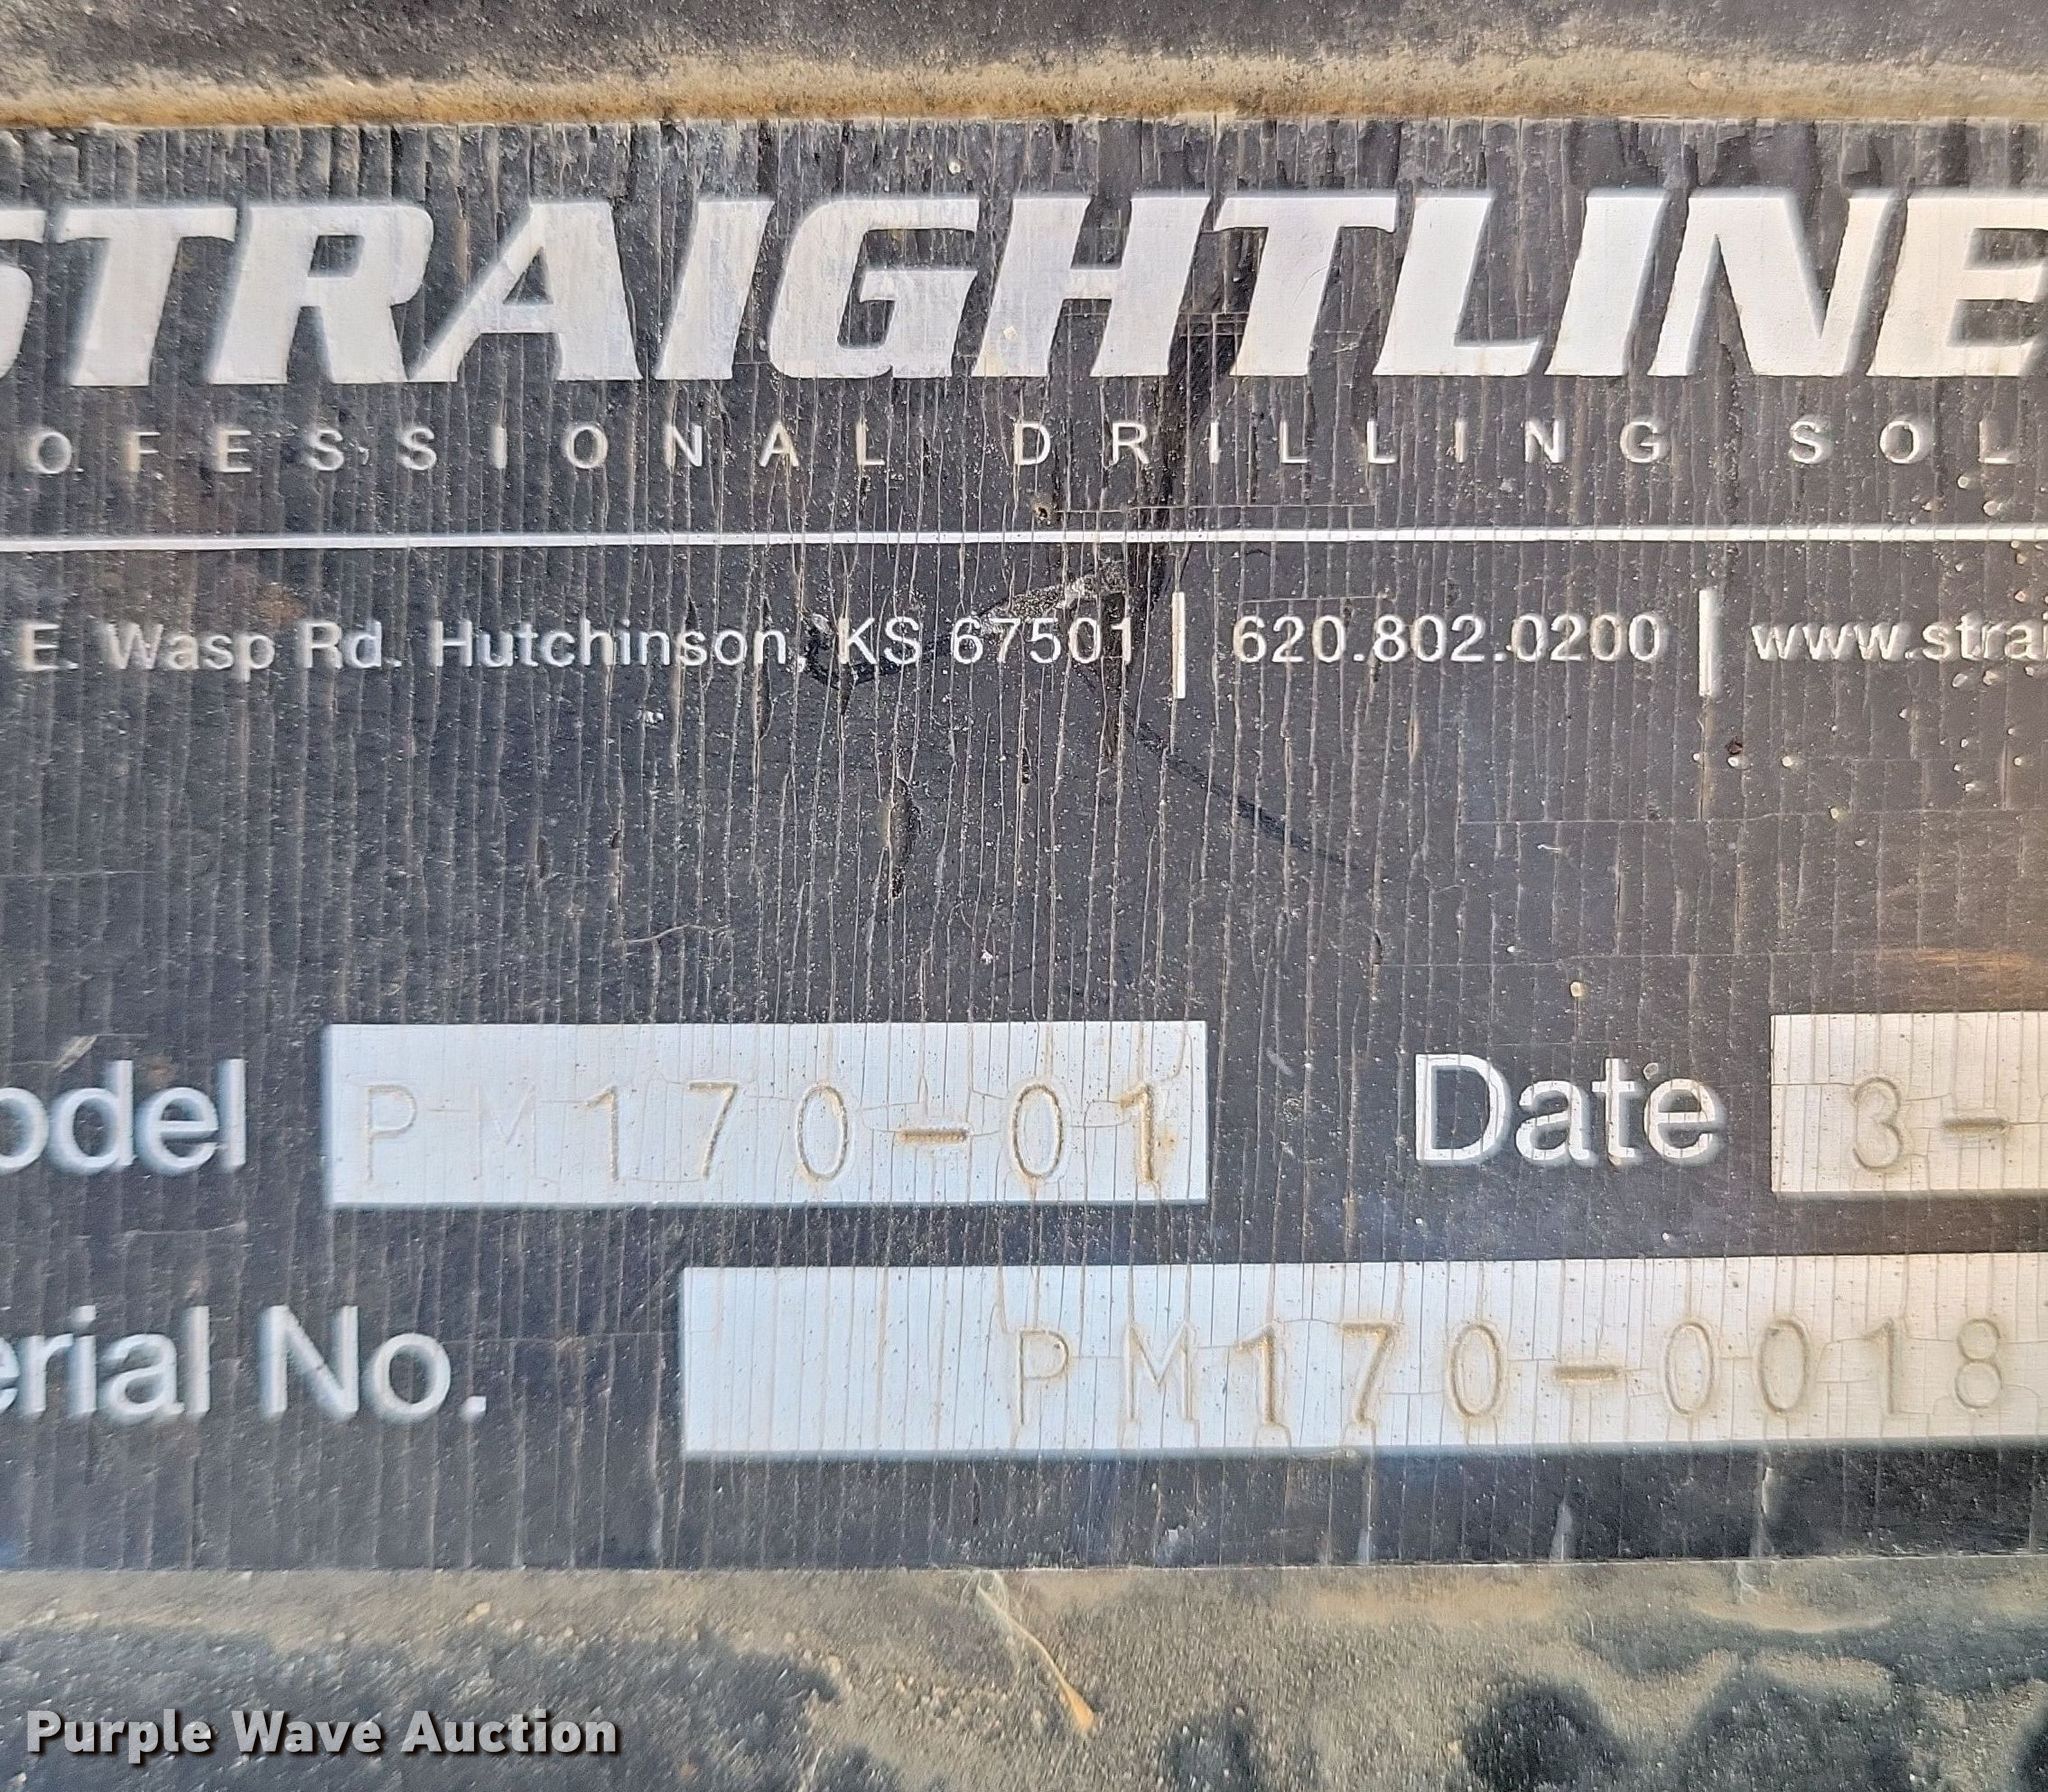 STRAIGHTLINE
OFESSIONAL DRILLING SOL
E. Wasp Rd. Hutchinson, KS 67501 | 620.802.0200 | www.strai
odel PM170-01 Date 3-
erial No. PM170-0018
Purple Wave Auction